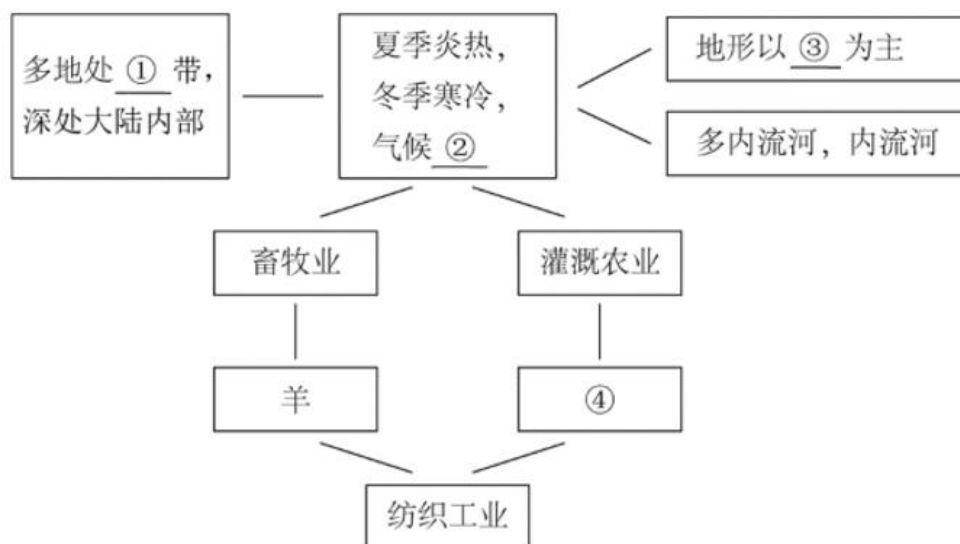 多地处 ① 带，
深处大陆内部
夏季炎热，
冬季寒冷，
气候 ②
地形以 ③ 为主
多内流河，内流河
畜牧业
灌溉农业
羊
④
纺织工业